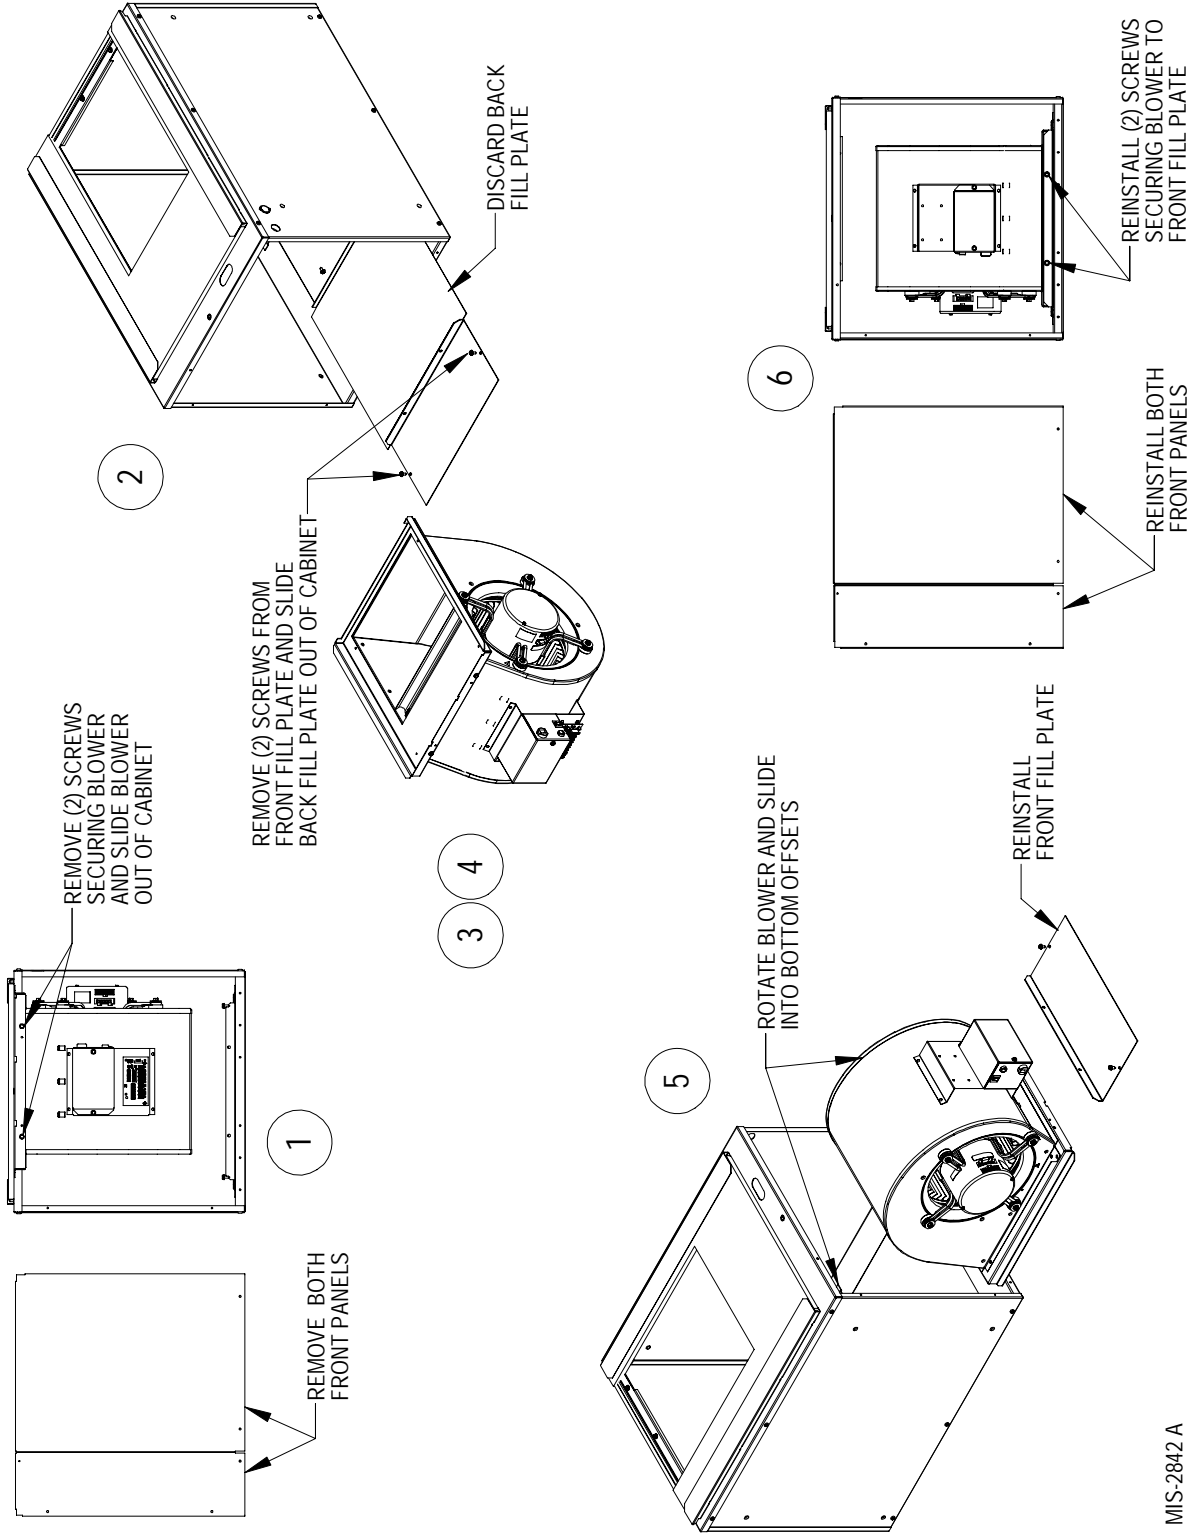 1
REMOVE BOTH
FRONT PANELS
REMOVE (2) SCREWS
SECURING BLOWER
AND SLIDE BLOWER
OUT OF CABINET
2
REMOVE (2) SCREWS FROM
FRONT FILL PLATE AND SLIDE
BACK FILL PLATE OUT OF CABINET
DISCARD BACK
FILL PLATE
3
4
5
ROTATE BLOWER AND SLIDE
INTO BOTTOM OFFSETS
REINSTALL
FRONT FILL PLATE
6
REINSTALL BOTH
FRONT PANELS
REINSTALL (2) SCREWS
SECURING BLOWER TO
FRONT FILL PLATE
MIS-2842 A